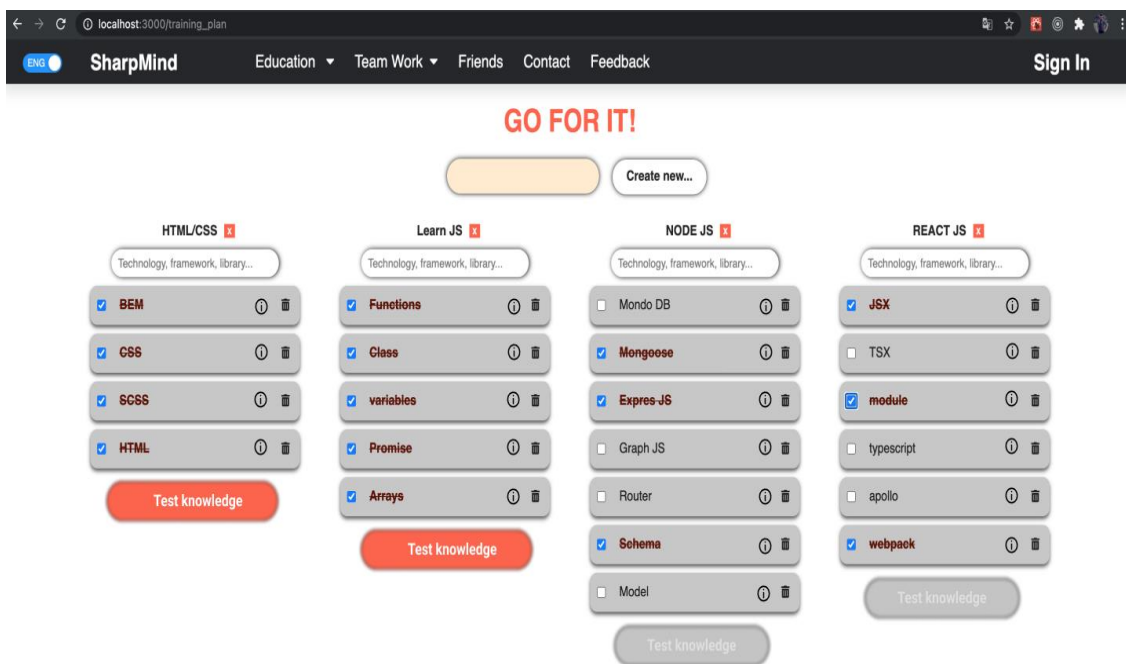 localhost:3000/training_plan
ENG SharpMind Education Team Work Friends Contact Feedback Sign In
GO FOR IT!
Create new...
HTML/CSS x
Technology, framework, library...
BEM
CSS
SCSS
HTML
Test knowledge
Learn JS x
Technology, framework, library...
Functions
Class
variables
Promise
Arrays
Test knowledge
NODE JS x
Technology, framework, library...
Mondo DB
Mongoose
Expres JS
Graph JS
Router
Schema
Model
Test knowledge
REACT JS x
Technology, framework, library...
JSX
TSX
module
typescript
apollo
webpack
Test knowledge